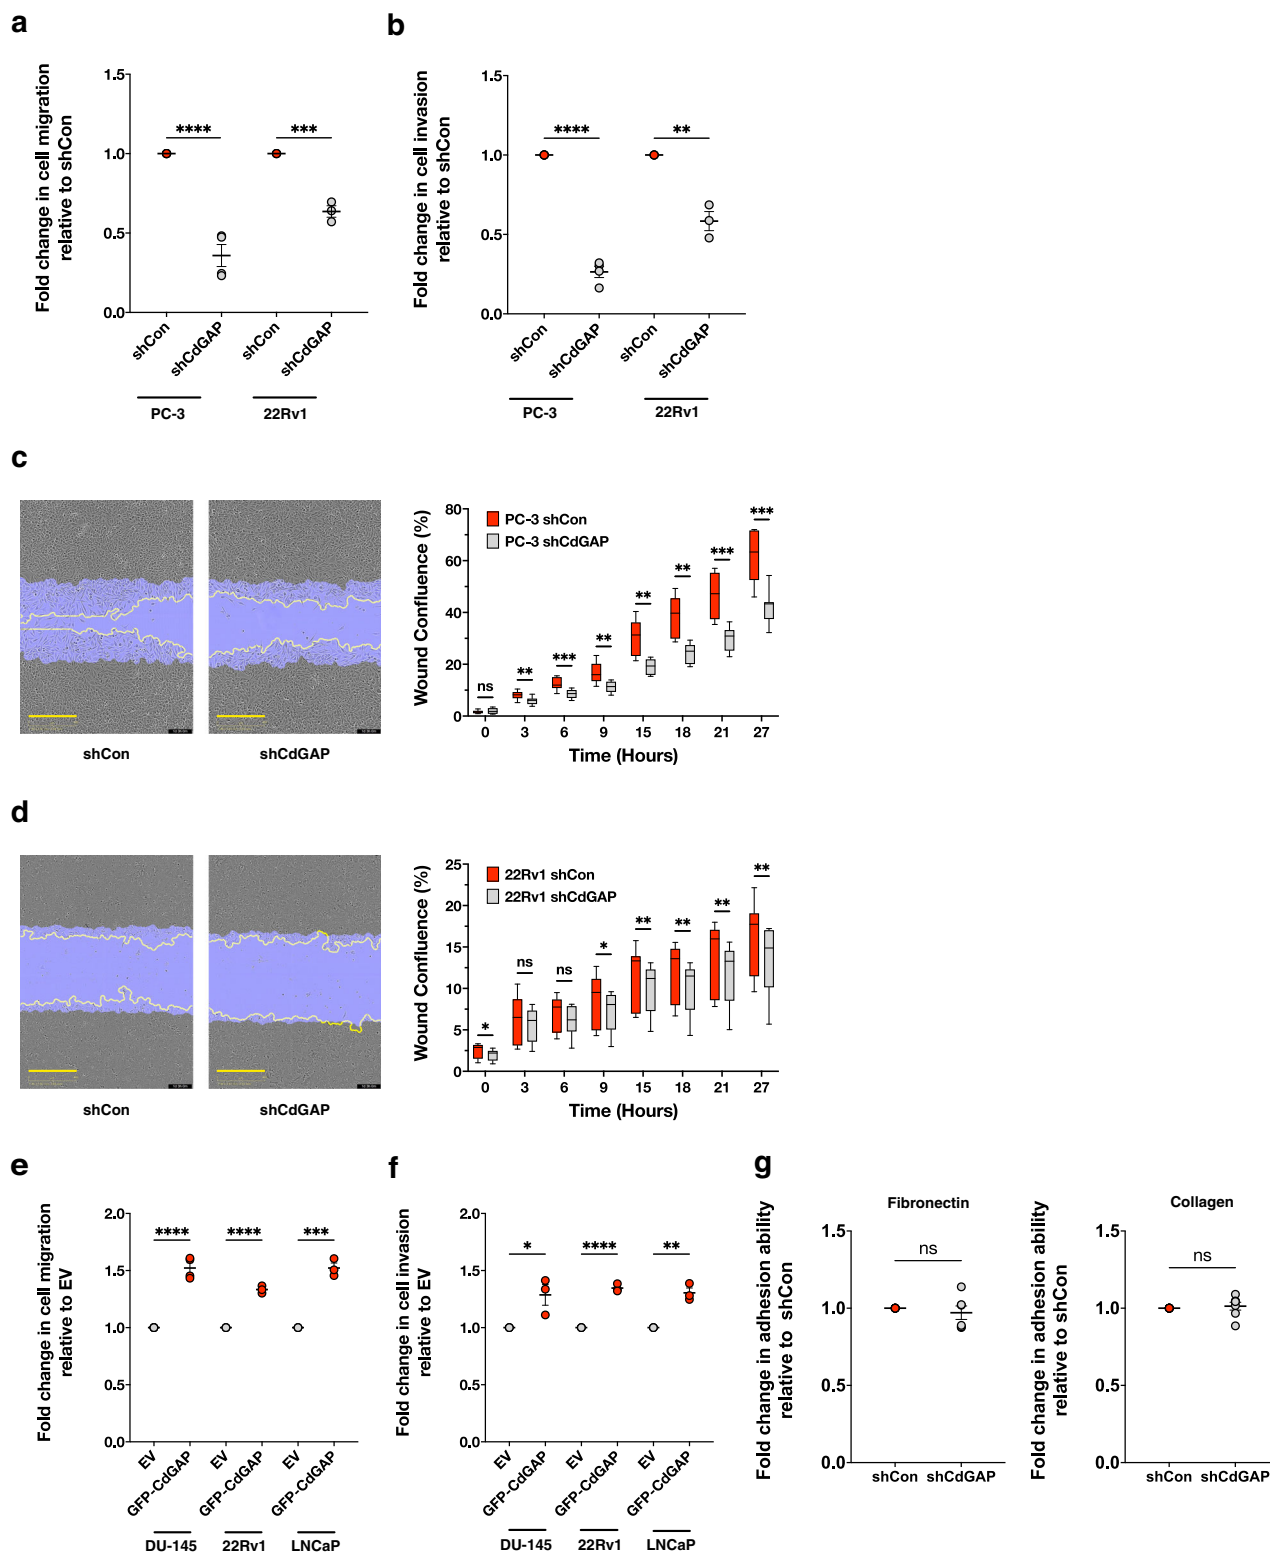 a
Fold change in cell migration
relative to shCon
1.5
1.0
0.5
0.0
****
***
shCon
shCdGAP
shCon
shCdGAP
PC-3
22Rv1
b
Fold change in cell invasion
relative to shCon
1.5
1.0
0.5
0.0
****
**
shCon
shCdGAP
shCon
shCdGAP
PC-3
22Rv1
c
shCon
shCdGAP
Wound Confluence (%)
80
60
40
20
0
PC-3 shCon
PC-3 shCdGAP
ns
**
***
**
**
**
***
***
0 3 6 9 15 18 21 27
Time (Hours)
d
shCon
shCdGAP
Wound Confluence (%)
25
20
15
10
5
0
22Rv1 shCon
22Rv1 shCdGAP
*
ns
ns
*
**
**
**
**
0 3 6 9 15 18 21 27
Time (Hours)
e
Fold change in cell migration
relative to EV
2.0
1.5
1.0
0.5
0.0
****
****
***
EV
GFP-CdGAP
EV
GFP-CdGAP
EV
GFP-CdGAP
DU-145
22Rv1
LNCaP
f
Fold change in cell invasion
relative to EV
2.0
1.5
1.0
0.5
0.0
*
****
**
EV
GFP-CdGAP
EV
GFP-CdGAP
EV
GFP-CdGAP
DU-145
22Rv1
LNCaP
g
Fibronectin
Fold change in adhesion ability
relative to shCon
1.5
1.0
0.5
0.0
ns
shCon shCdGAP
Collagen
Fold change in adhesion ability
relative to shCon
1.5
1.0
0.5
0.0
ns
shCon shCdGAP